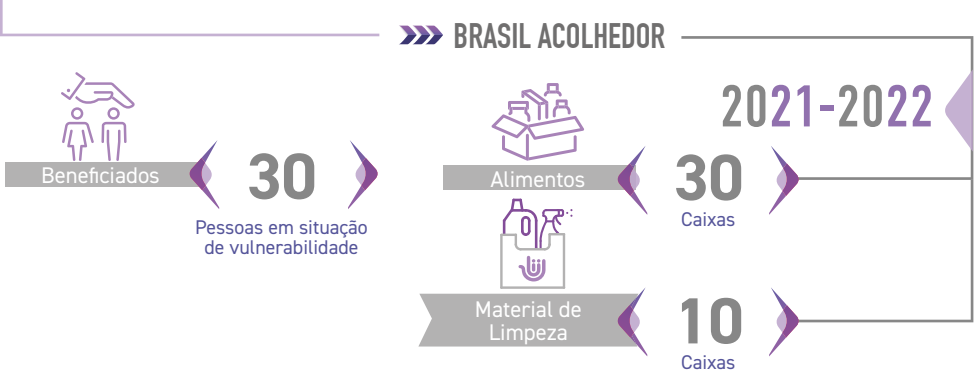 BRASIL ACOLHEDOR
2021-2022
Beneficiados
30
Pessoas em situação
de vulnerabilidade
Alimentos
30
Caixas
Material de
Limpeza
10
Caixas